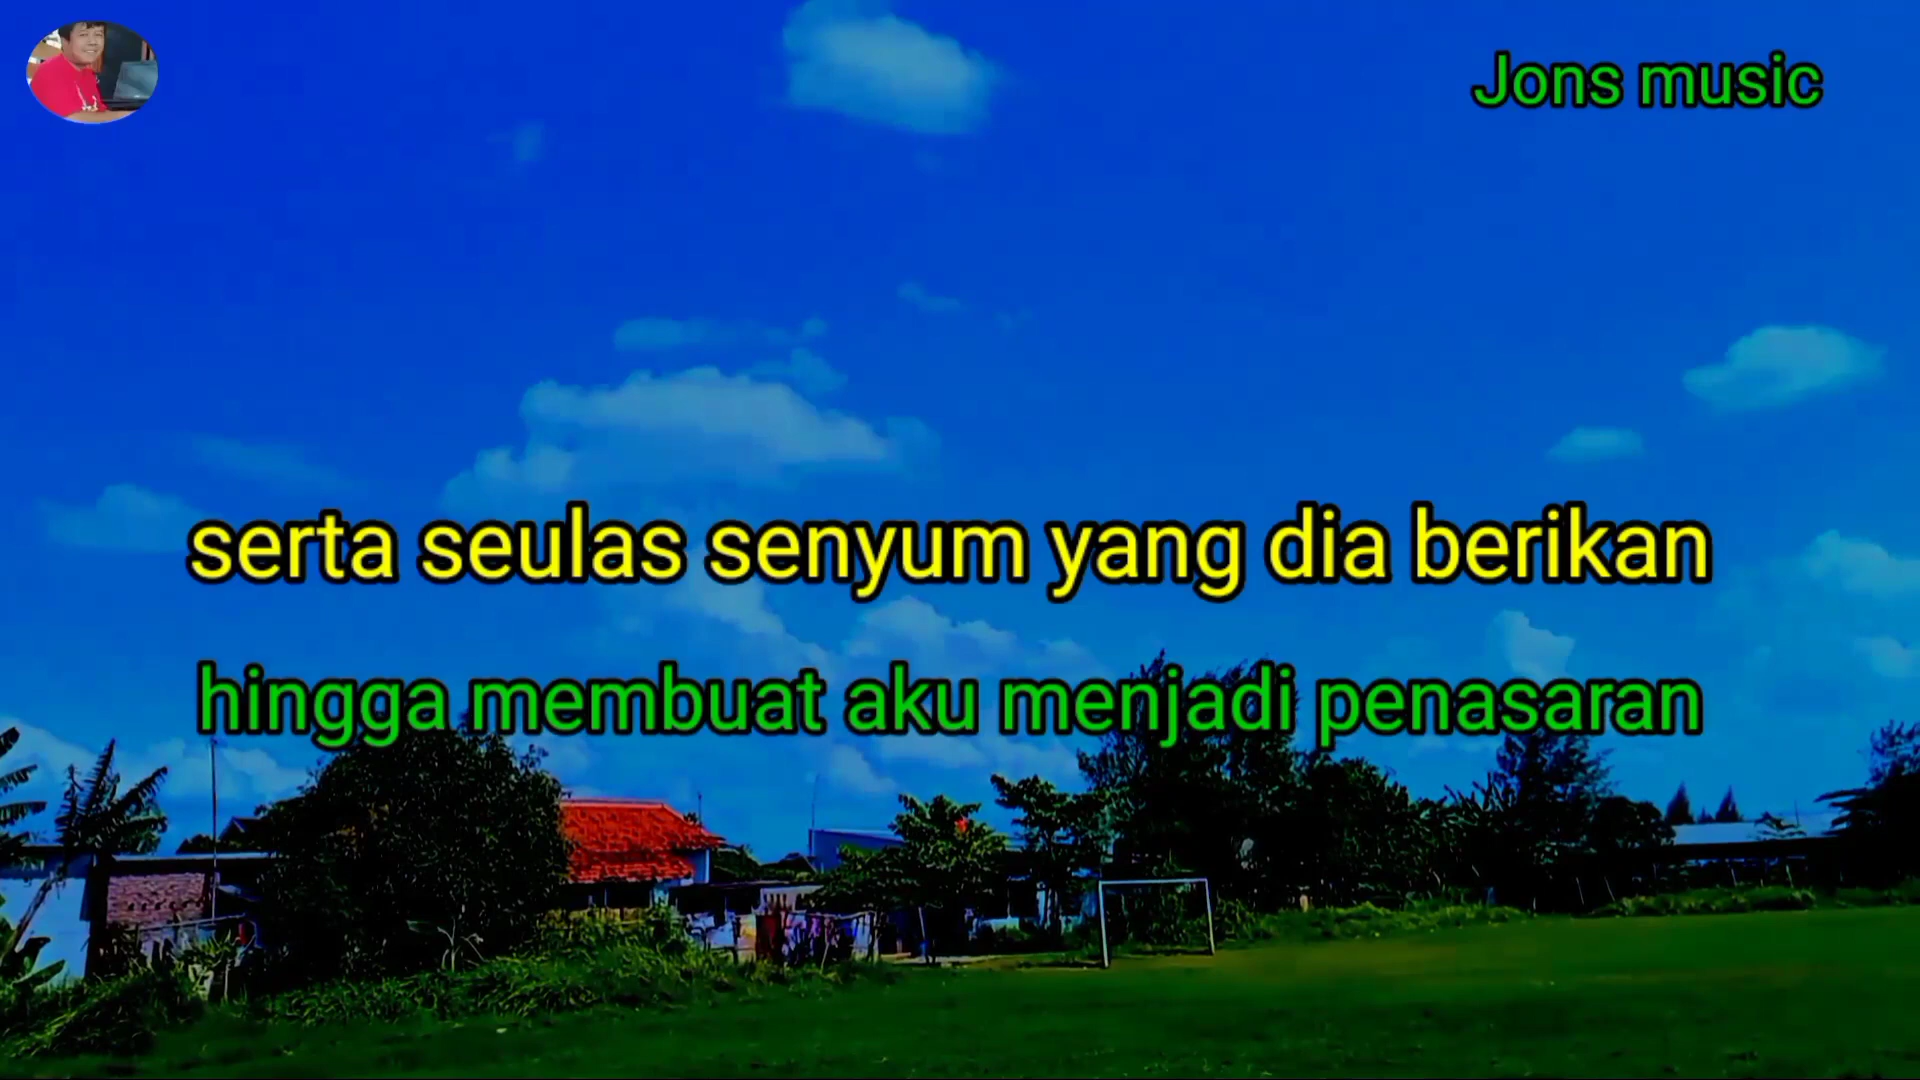 Jons music
serta seulas senyum yang dia berikan
hingga membuat aku menjadi penasaran